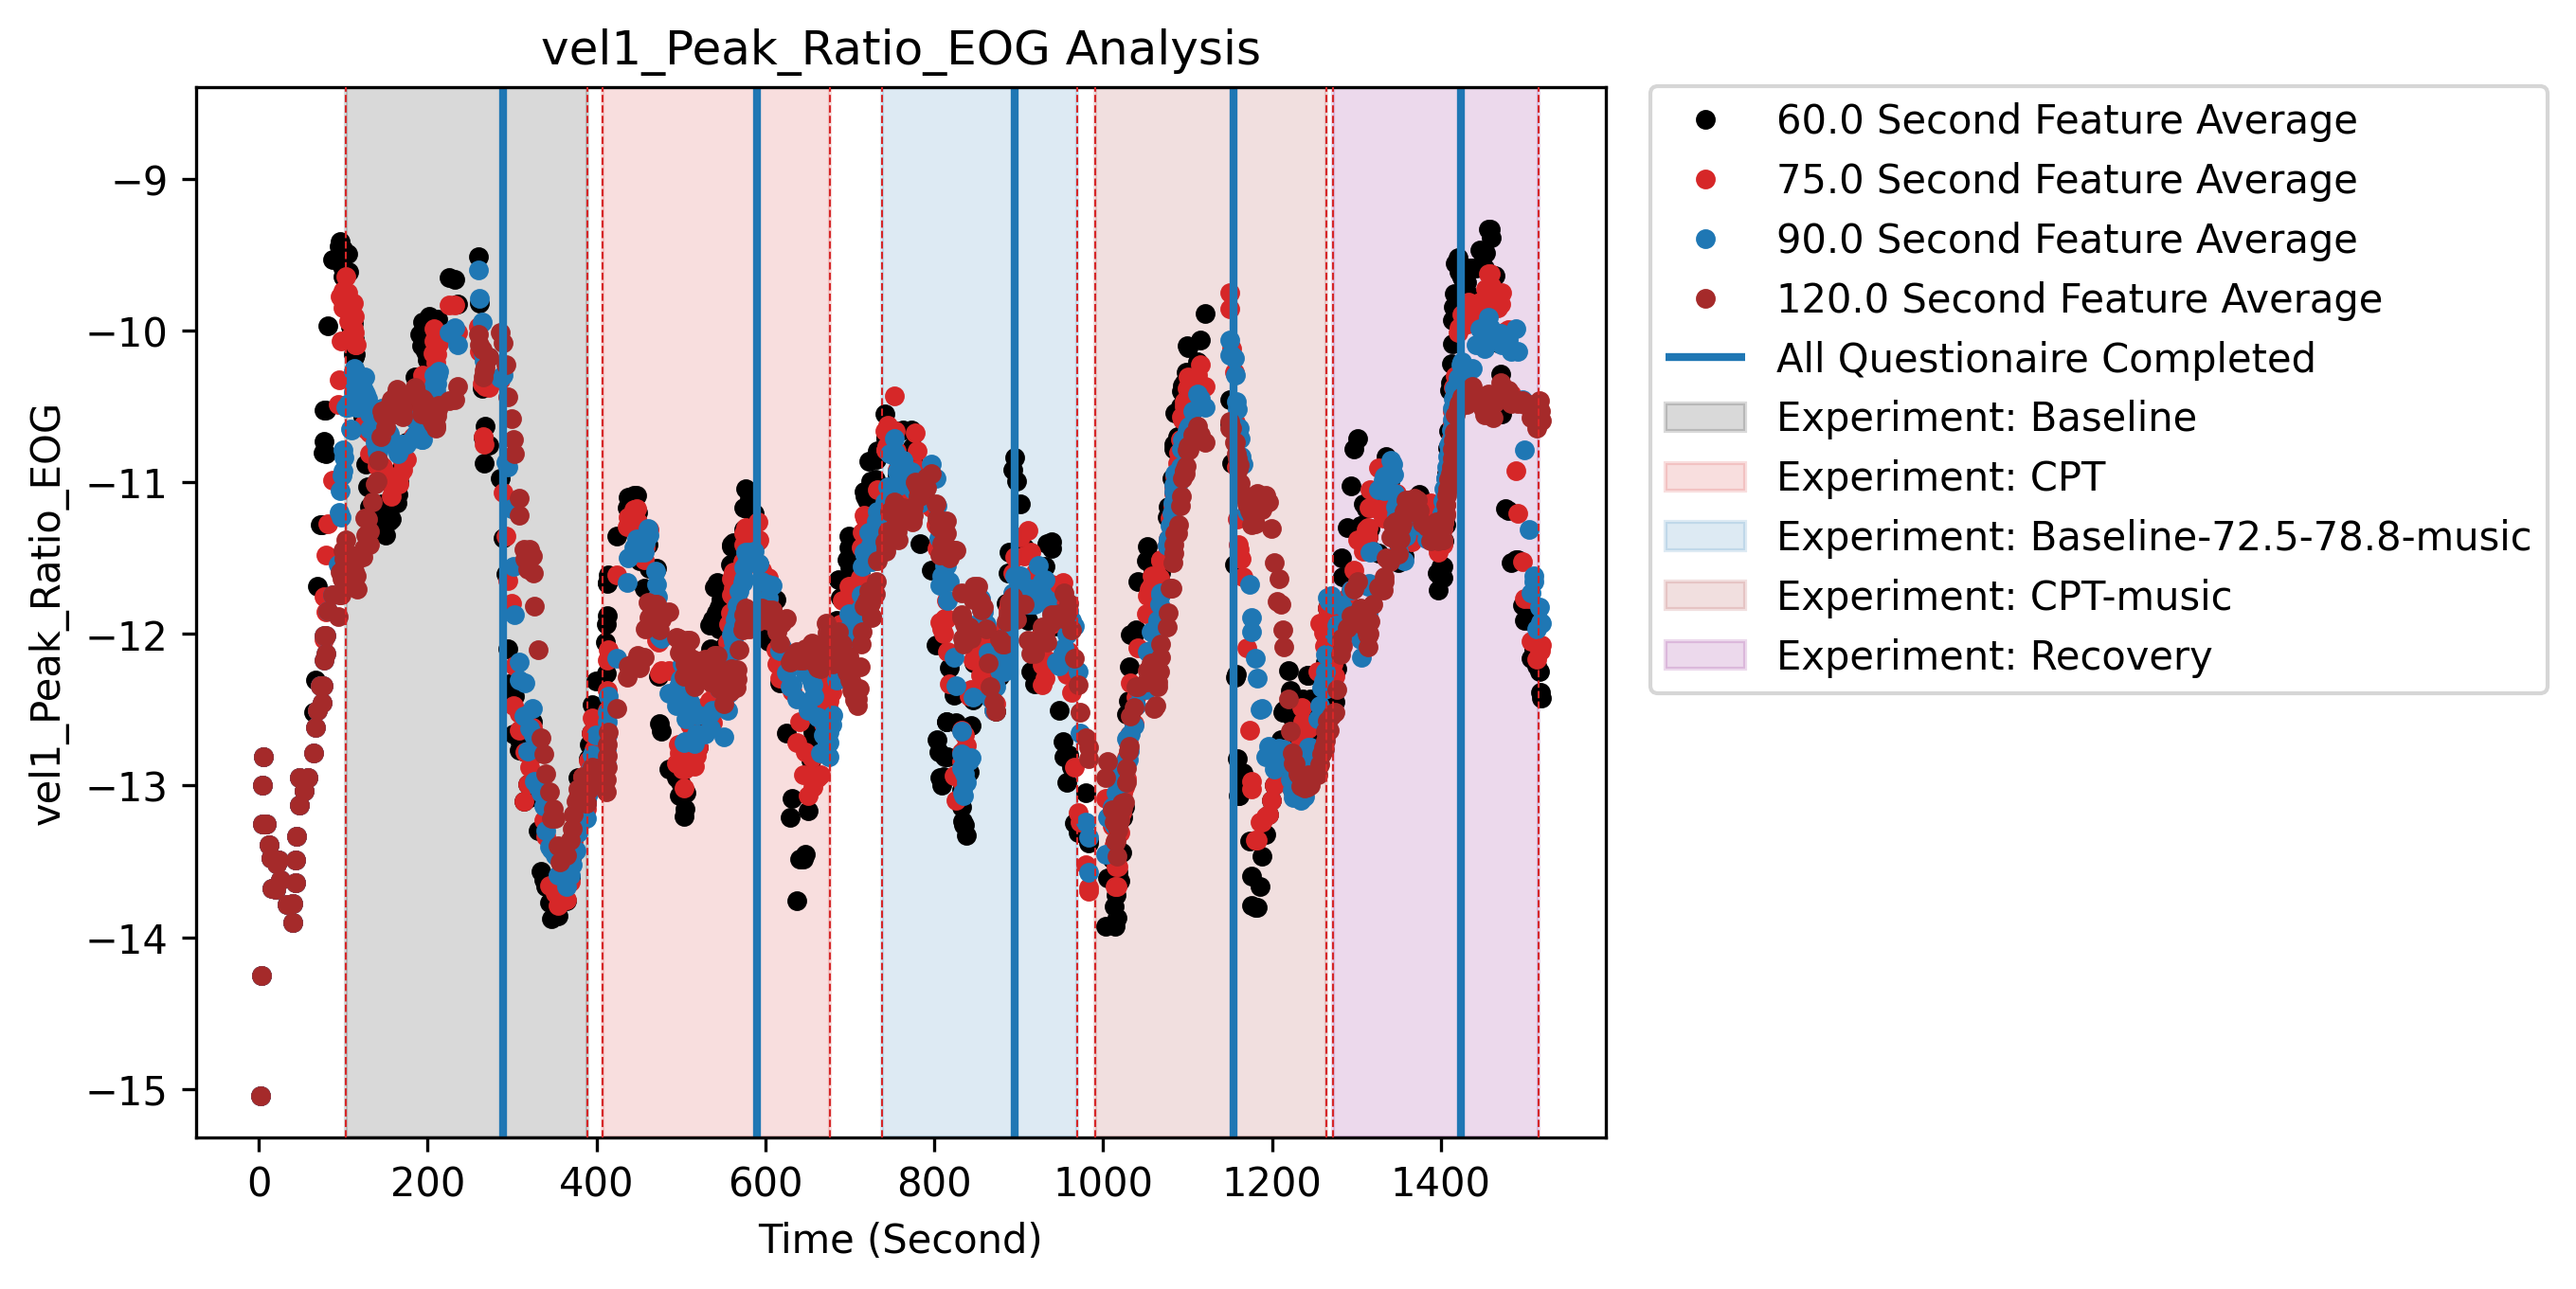 vel1_Peak_Ratio_EOG Analysis
vel1_Peak_Ratio_EOG
−9
−10
−11
−12
−13
−14
−15
0 200 400 600 800 1000 1200 1400
Time (Second)
60.0 Second Feature Average
75.0 Second Feature Average
90.0 Second Feature Average
120.0 Second Feature Average
All Questionaire Completed
Experiment: Baseline
Experiment: CPT
Experiment: Baseline-72.5-78.8-music
Experiment: CPT-music
Experiment: Recovery